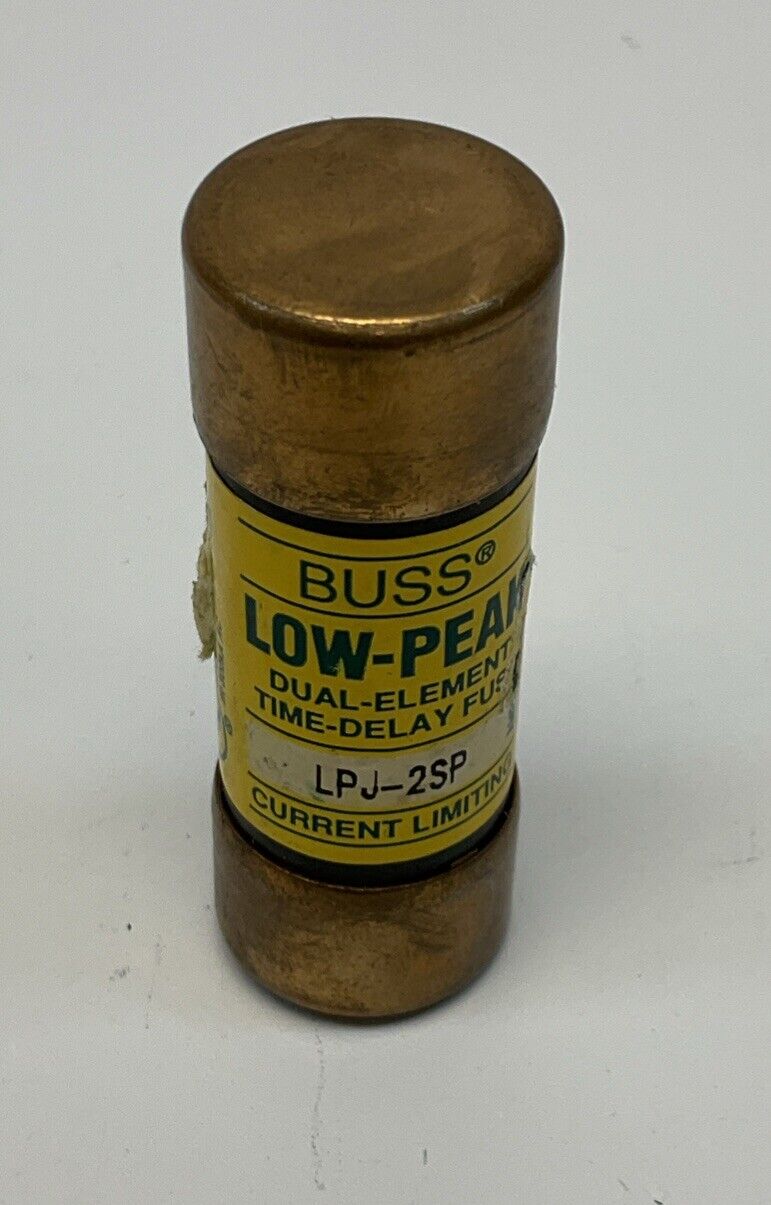 BUSS®
LOW-PEAK
DUAL-ELEMENT
TIME-DELAY FUS
LPJ-2SP
CURRENT LIMITING